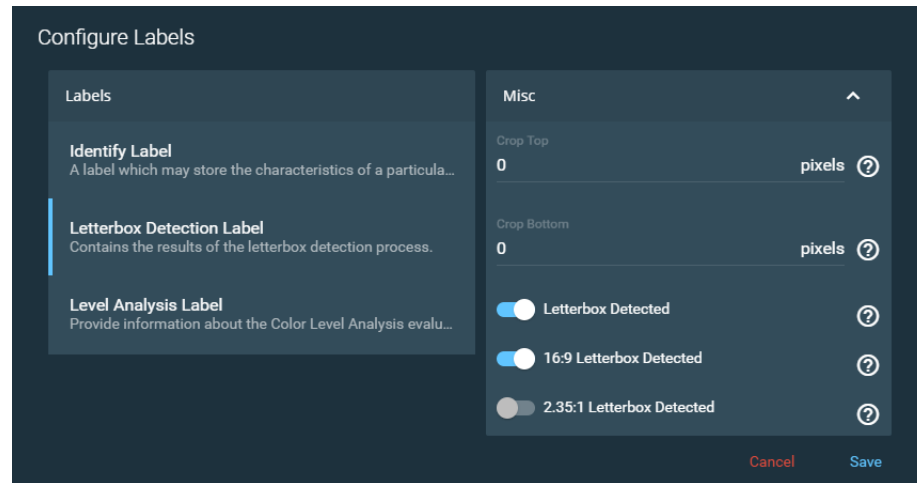 Configure Labels
Labels
Identify Label
A label which may store the characteristics of a particula...
Letterbox Detection Label
Contains the results of the letterbox detection process.
Level Analysis Label
Provide information about the Color Level Analysis evalu...
Misc
Crop Top
0 pixels
Crop Bottom
0 pixels
Letterbox Detected
16:9 Letterbox Detected
2.35:1 Letterbox Detected
Cancel Save